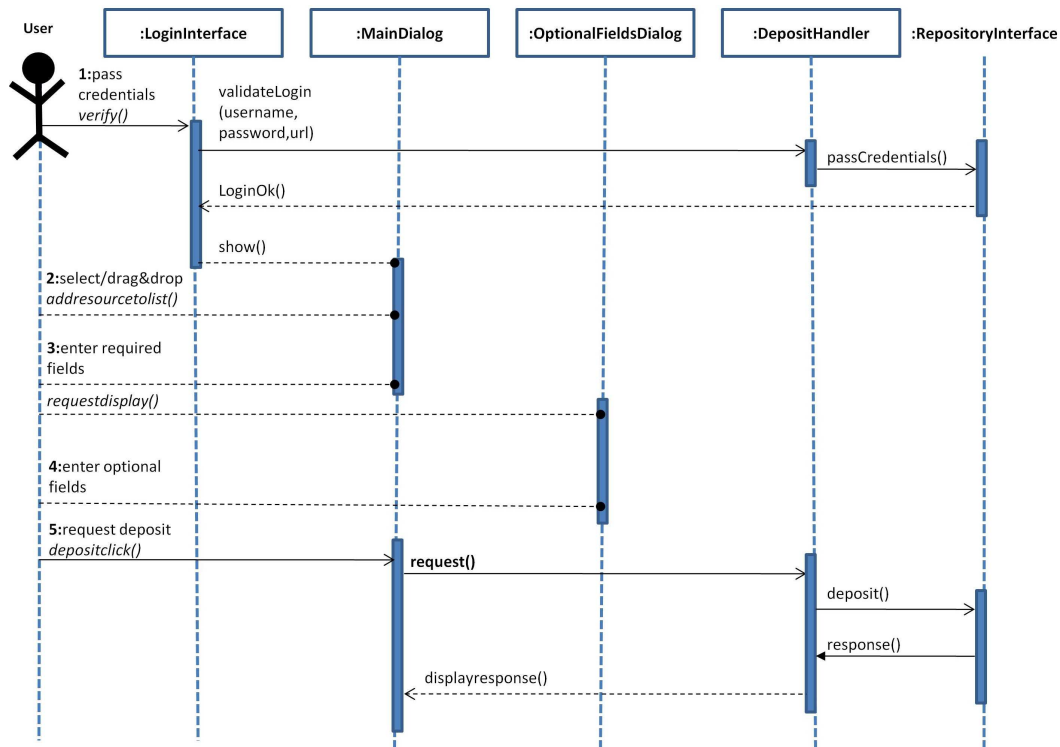 User
:LoginInterface
:MainDialog
:OptionalFieldsDialog
:DepositHandler
:RepositoryInterface
1:pass
credentials
verify()
validateLogin
(username,
password,url)
passCredentials()
LoginOk()
show()
2:select/drag&drop
addresourcetolist()
3:enter required
fields
requestdisplay()
4:enter optional
fields
5:request deposit
depositclick()
request()
deposit()
response()
displayresponse()